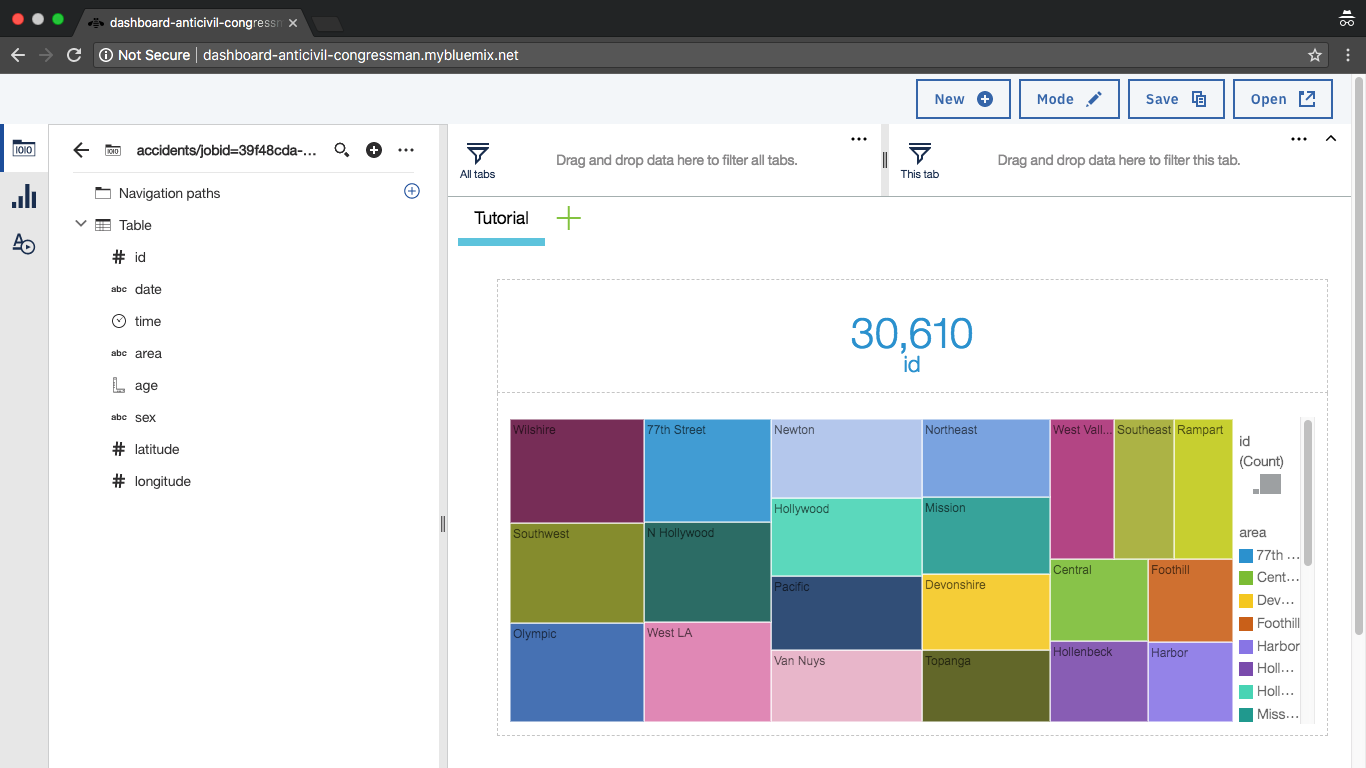 dashboard-anticivil-congressm
Not Secure | dashboard-anticivil-congressman.mybluemix.net
New
Mode
Save
Open
accidents/jobid=39f48cda-...
Navigation paths
Table
# id
abc date
time
abc area
age
abc sex
# latitude
# longitude
All tabs
Drag and drop data here to filter all tabs.
This tab
Drag and drop data here to filter this tab.
Tutorial
30,610
id
Wilshire
77th Street
Newton
Northeast
West Vall...
Southeast
Rampart
Hollywood
Mission
Southwest
N Hollywood
Central
Foothill
Pacific
Devonshire
Olympic
West LA
Van Nuys
Topanga
Hollenbeck
Harbor
id
(Count)
area
77th ...
Cent...
Dev...
Foothill
Harbor
Holl...
Holl...
Miss...